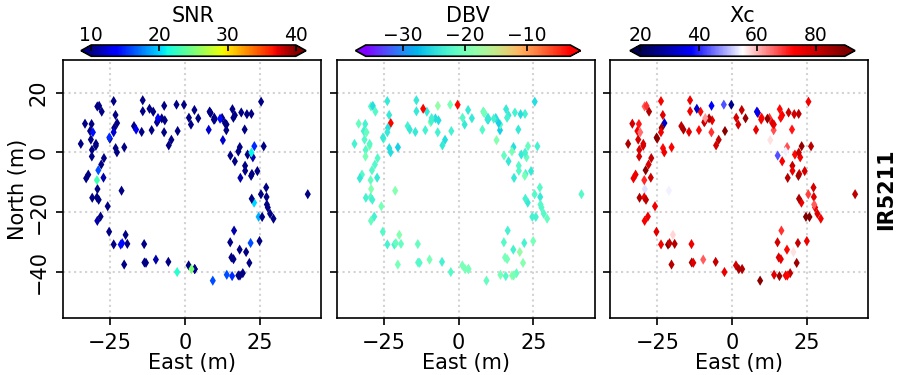 SNR DBV Xc
10 20 30 40 −30 −20 −10 20 40 60 80
20
0
−20
−40
North (m)
−25 0 25 −25 0 25 −25 0 25
East (m) East (m) East (m)
IR5211